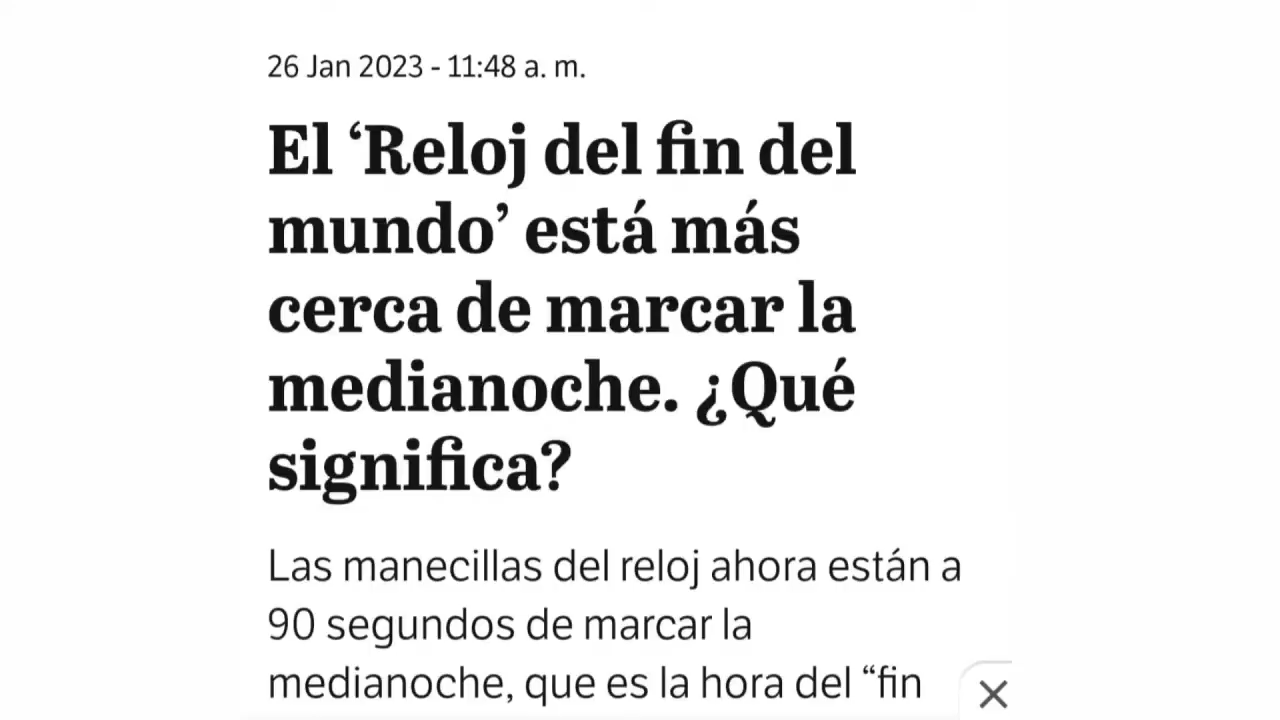 26 Jan 2023 - 11:48 a. m.
El ‘Reloj del fin del
mundo’ está más
cerca de marcar la
medianoche. ¿Qué
significa?
Las manecillas del reloj ahora están a
90 segundos de marcar la
medianoche, que es la hora del “fin